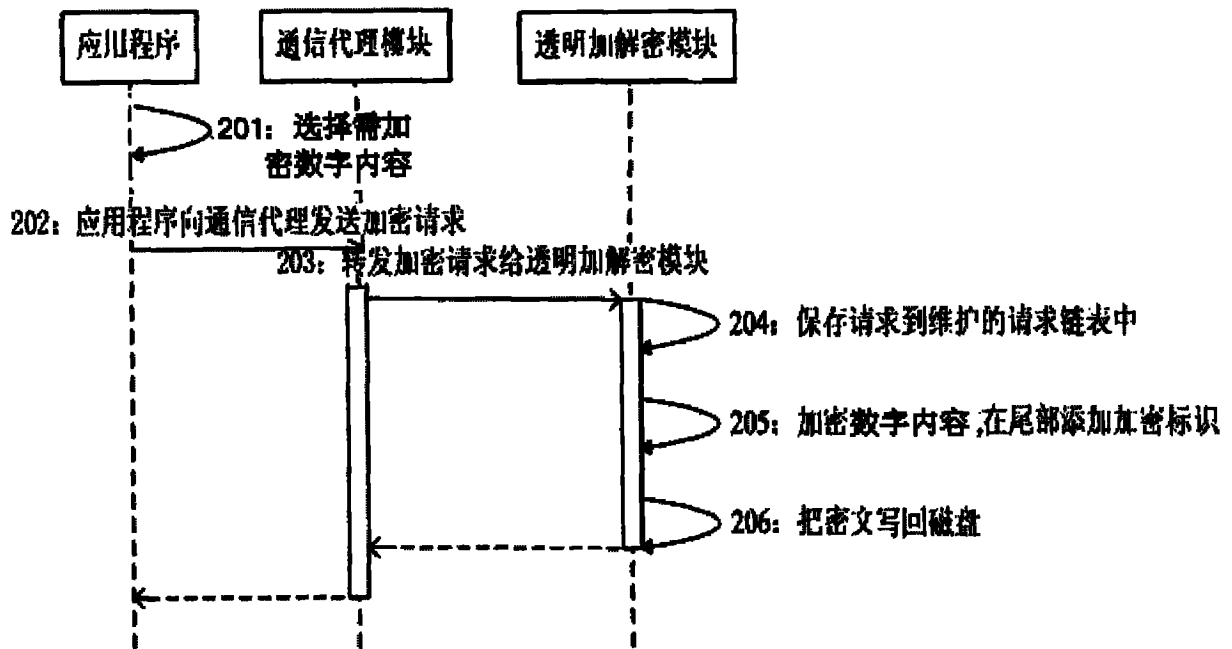 应用程序
通信代理模块
透明加解密模块
201：选择需加
密数字内容
202：应用程序向通信代理发送加密请求
203：转发加密请求给透明加解密模块
204：保存请求到维护的请求链表中
205：加密数字内容,在尾部添加加密标识
206：把密文写回磁盘